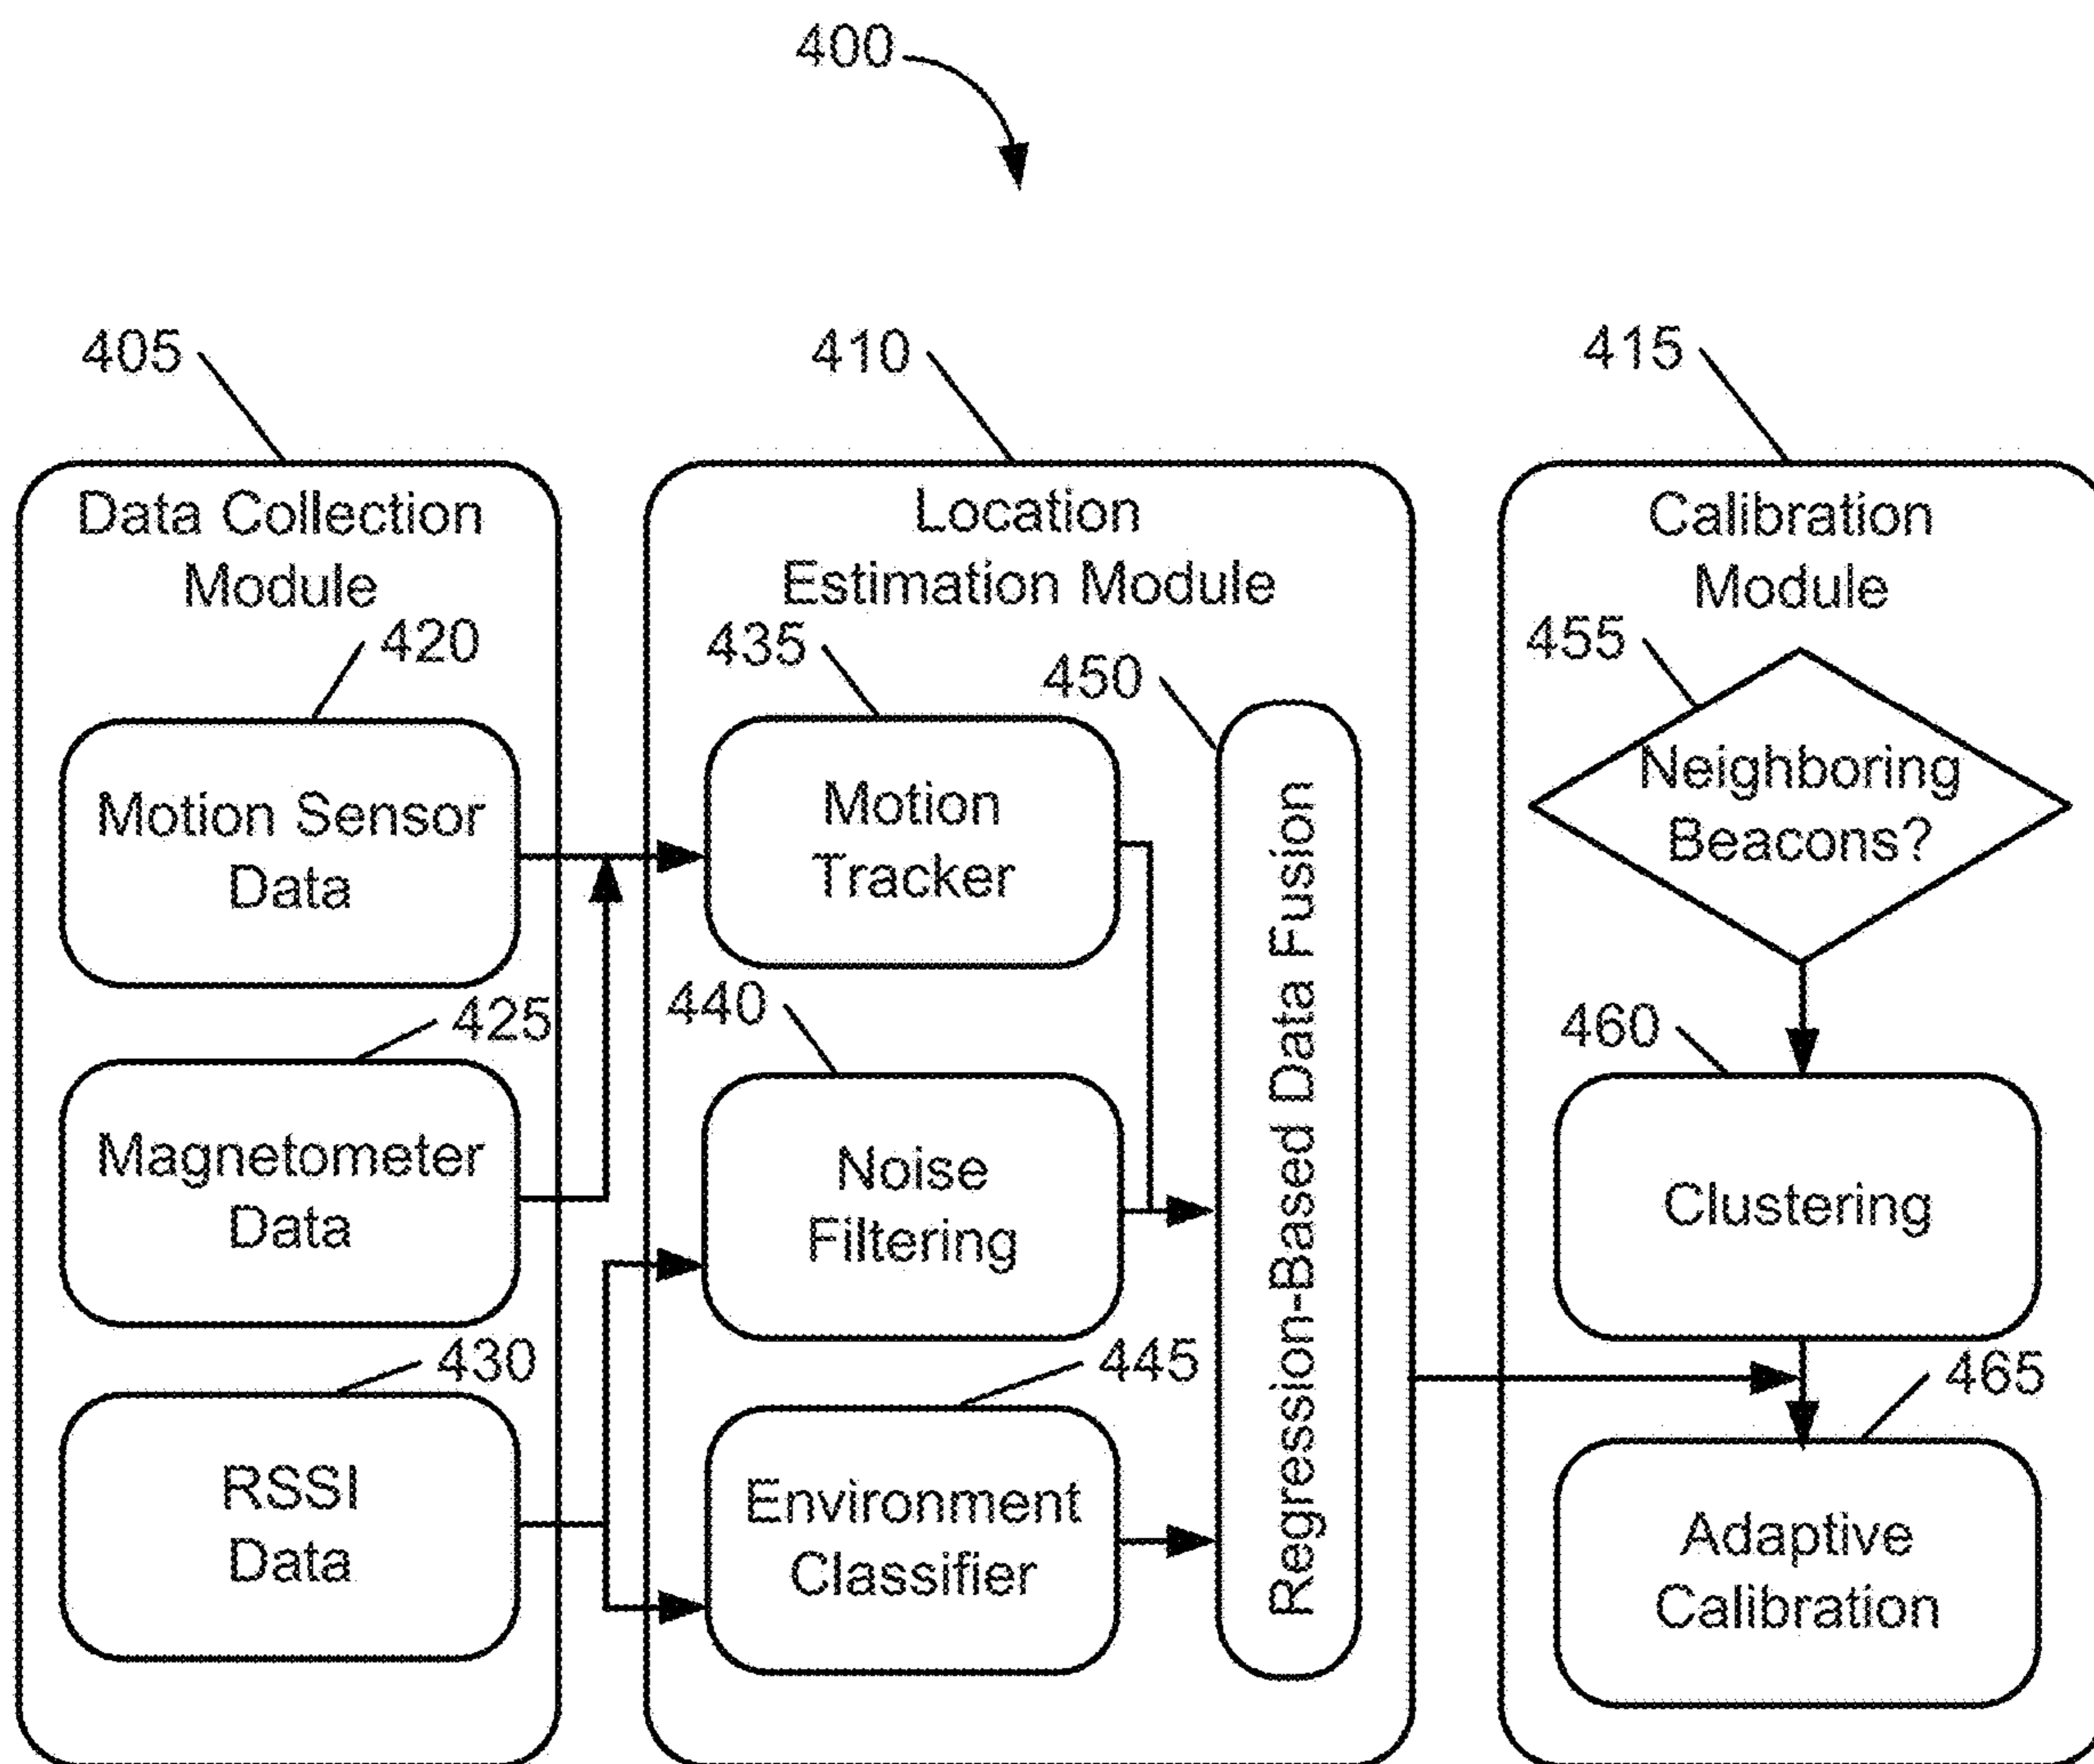 400
405
410
415
Data Collection
Module
420
Motion Sensor
Data
425
Magnetometer
Data
430
RSSI
Data
Location
Estimation Module
435
Motion
Tracker
440
Noise
Filtering
445
Environment
Classifier
450
Regression-Based Data Fusion
Calibration
Module
455
Neighboring
Beacons?
460
Clustering
465
Adaptive
Calibration